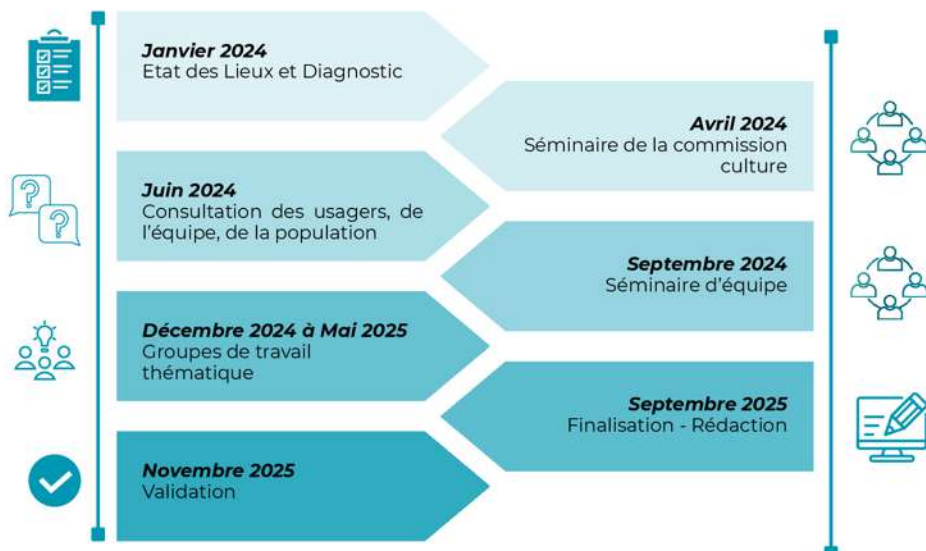 Janvier 2024
Etat des Lieux et Diagnostic
Avril 2024
Séminaire de la commission
culture
Juin 2024
Consultation des usagers, de
l'équipe, de la population
Septembre 2024
Séminaire d'équipe
Décembre 2024 à Mai 2025
Groupes de travail
thématique
Septembre 2025
Finalisation - Rédaction
Novembre 2025
Validation